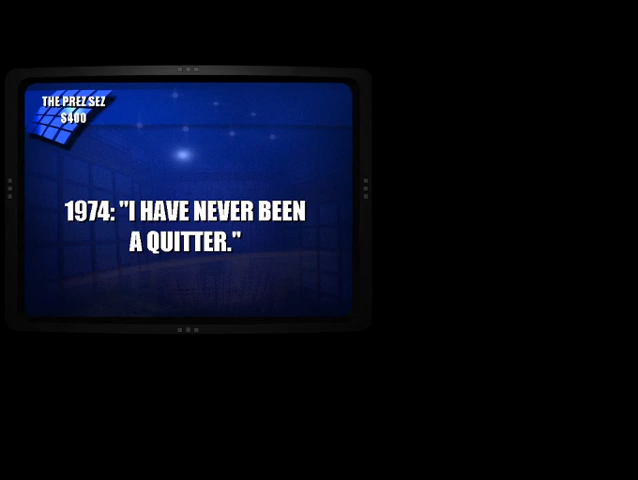 THE PREZ SEZ
$400
1974: "I HAVE NEVER BEEN
A QUITTER."